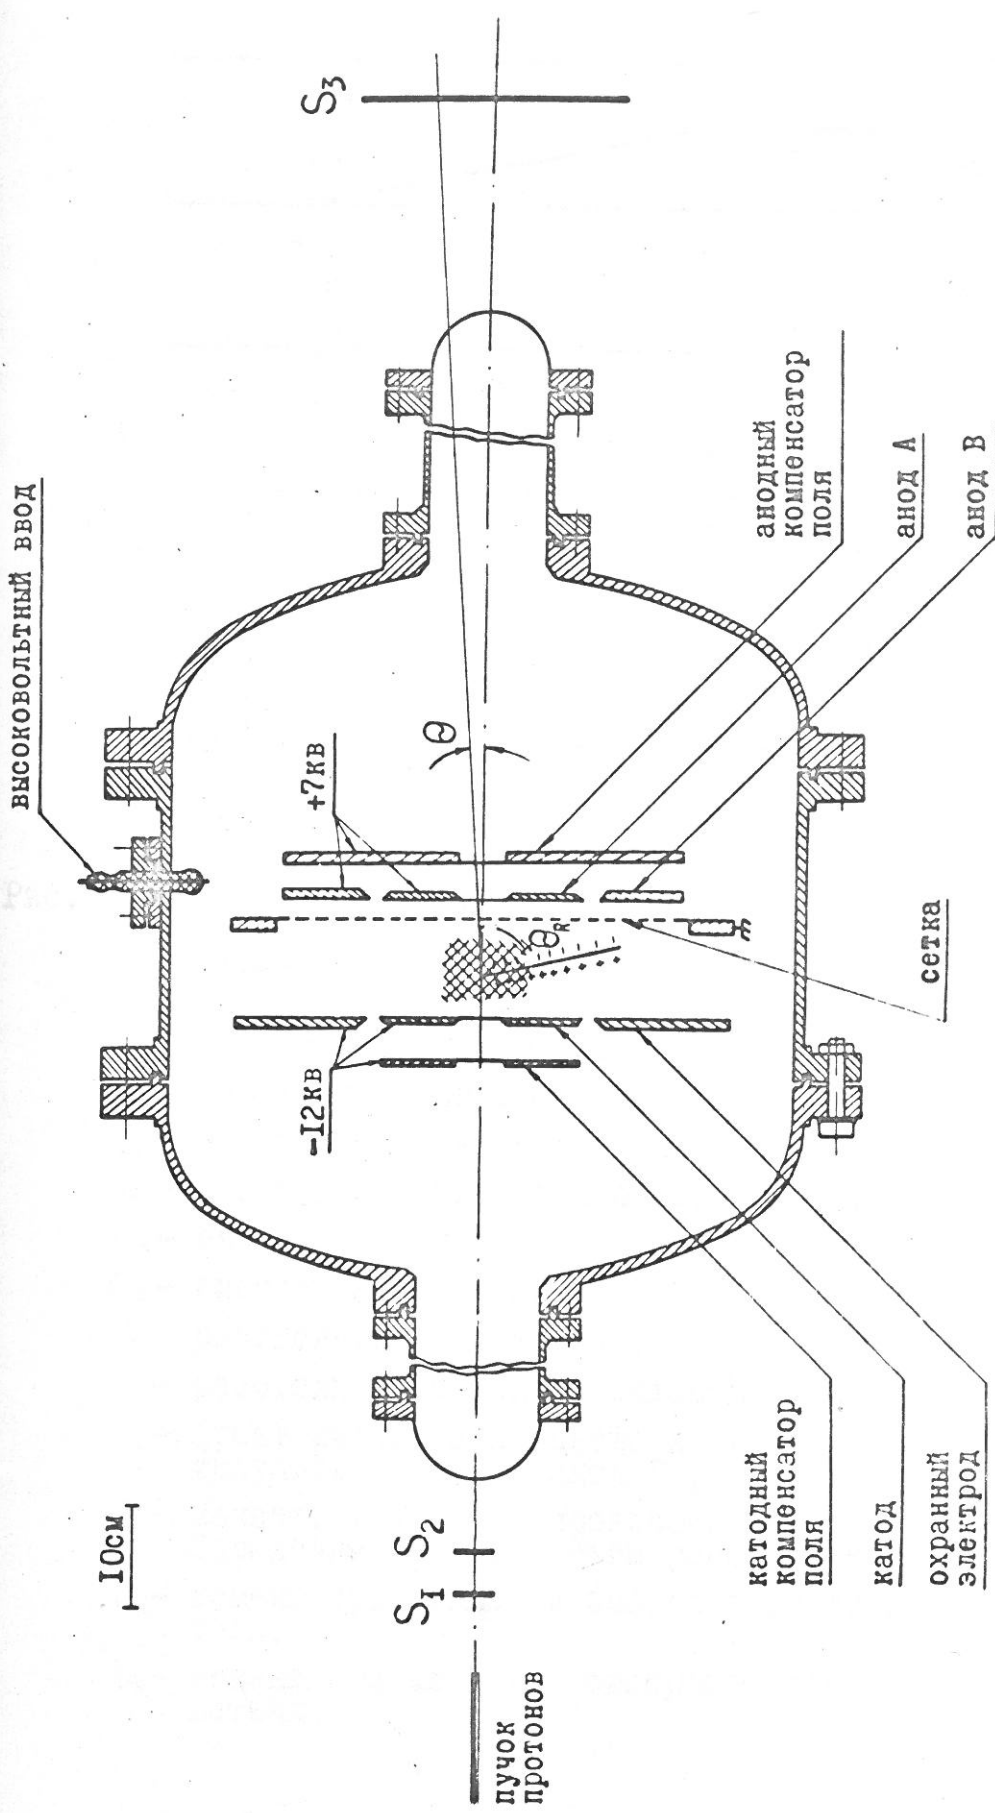 высоковольтный ввод
S3
+7кв
θ
анодный
компенсатор
поля
анод А
анод В
θR
сетка
-12кв
10см
S1
S2
пучок
протонов
катодный
компенсатор
поля
катод
охранный
электрод